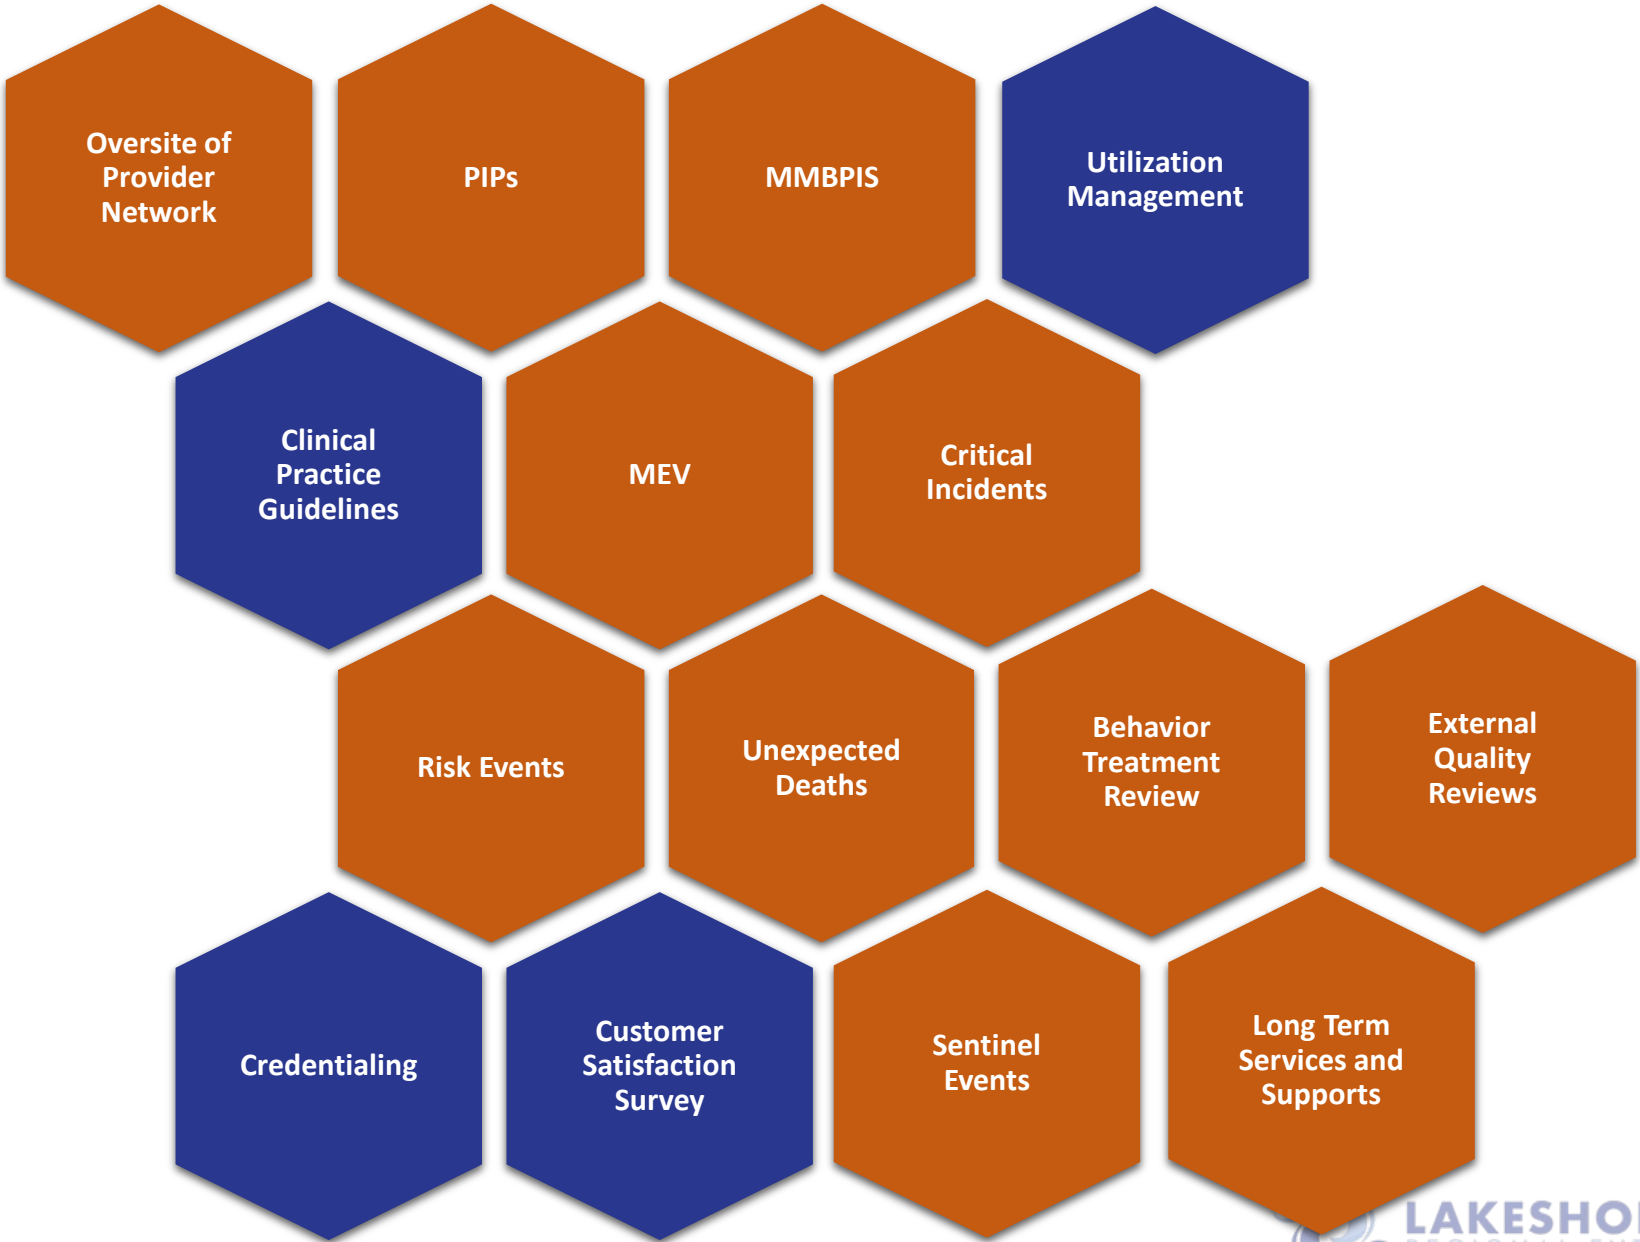 Oversite of
Provider
Network
PIPs
MMBPIS
Utilization
Management
Clinical
Practice
Guidelines
MEV
Critical
Incidents
Risk Events
Unexpected
Deaths
Behavior
Treatment
Review
External
Quality
Reviews
Credentialing
Customer
Satisfaction
Survey
Sentinel
Events
Long Term
Services and
Supports
LAKESHO